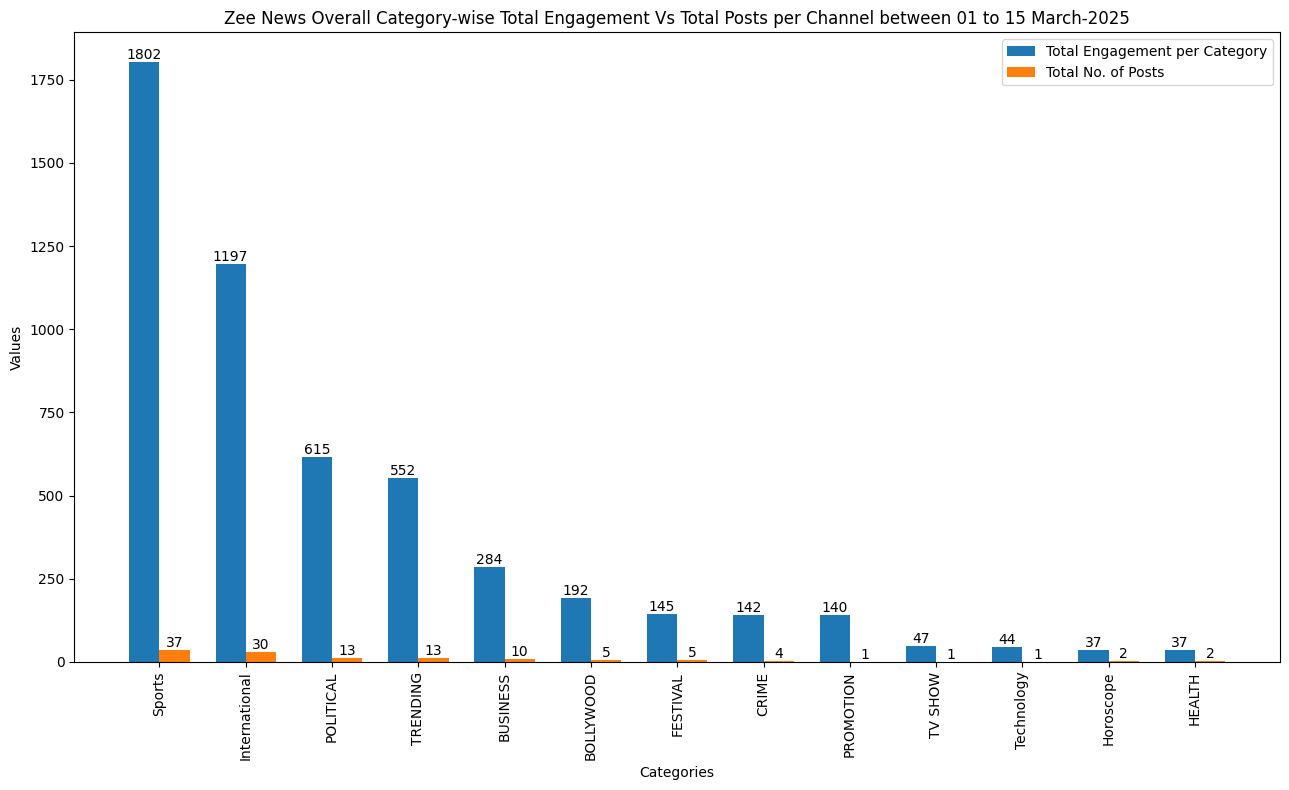 Zee News Overall Category-wise Total Engagement Vs Total Posts per Channel between 01 to 15 March-2025
Total Engagement per Category
Total No. of Posts
Values
1750
1500
1250
1000
750
500
250
0
1802
37
1197
30
615
13
552
13
284
10
192
5
145
5
142
4
140
1
47
1
44
1
37
2
37
2
Sports
International
POLITICAL
TRENDING
BUSINESS
BOLLYWOOD
FESTIVAL
CRIME
PROMOTION
TV SHOW
Technology
Horoscope
HEALTH
Categories